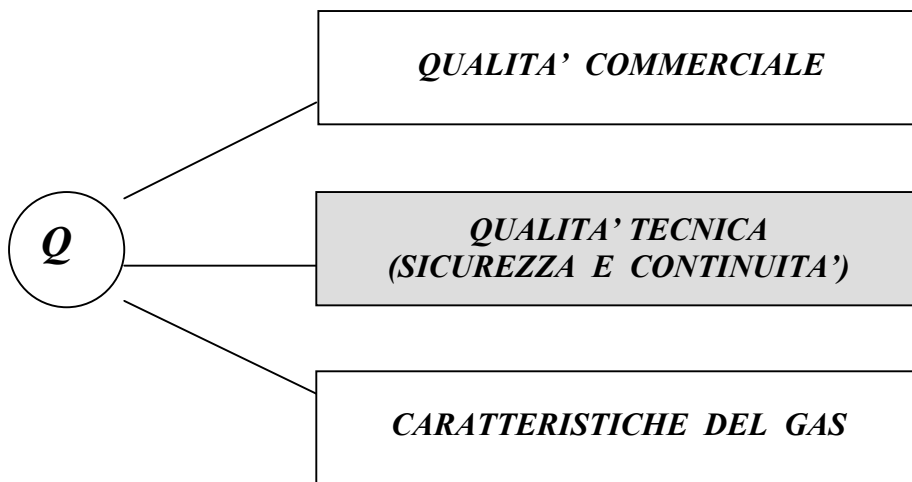 QUALITA’ COMMERCIALE
Q
QUALITA’ TECNICA
(SICUREZZA E CONTINUITA’)
CARATTERISTICHE DEL GAS